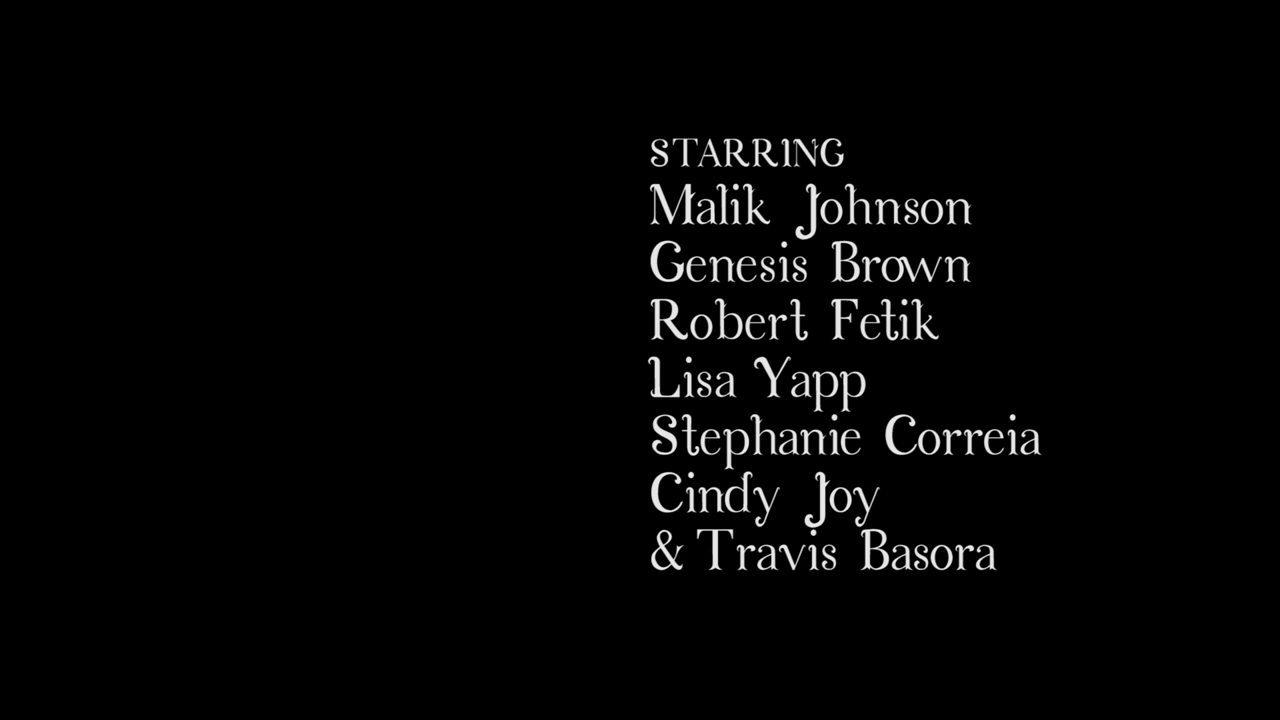 STARRING
Malik Johnson
Genesis Brown
Robert Fetik
Lisa Yapp
Stephanie Correia
Cindy Joy
& Travis Basora